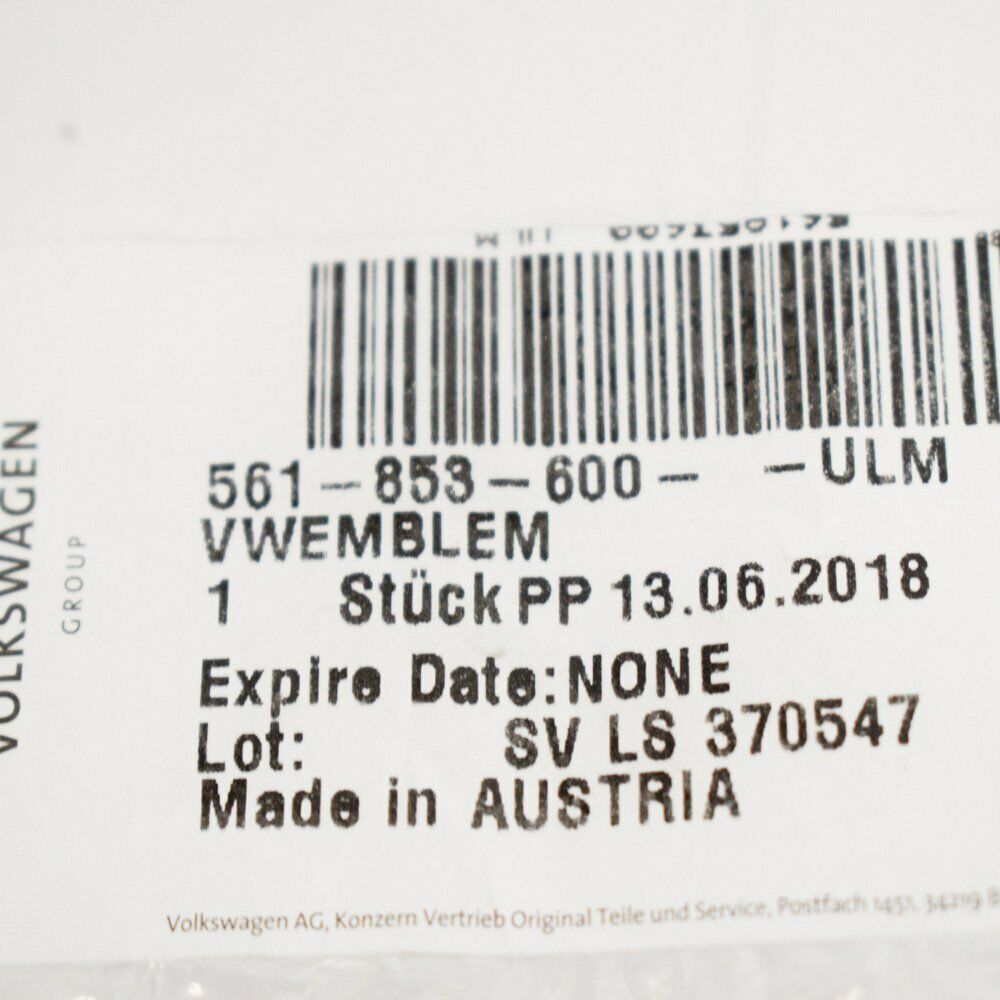 VOLKSWAGEN
GROUP
561-853-600- -ULM
VWEMBLEM
1 Stück PP 13.06.2018
Expire Date:NONE
Lot: SV LS 370547
Made in AUSTRIA
Volkswagen AG, Konzern Vertrieb Original Teile und Service, Postfach 1451, 34219